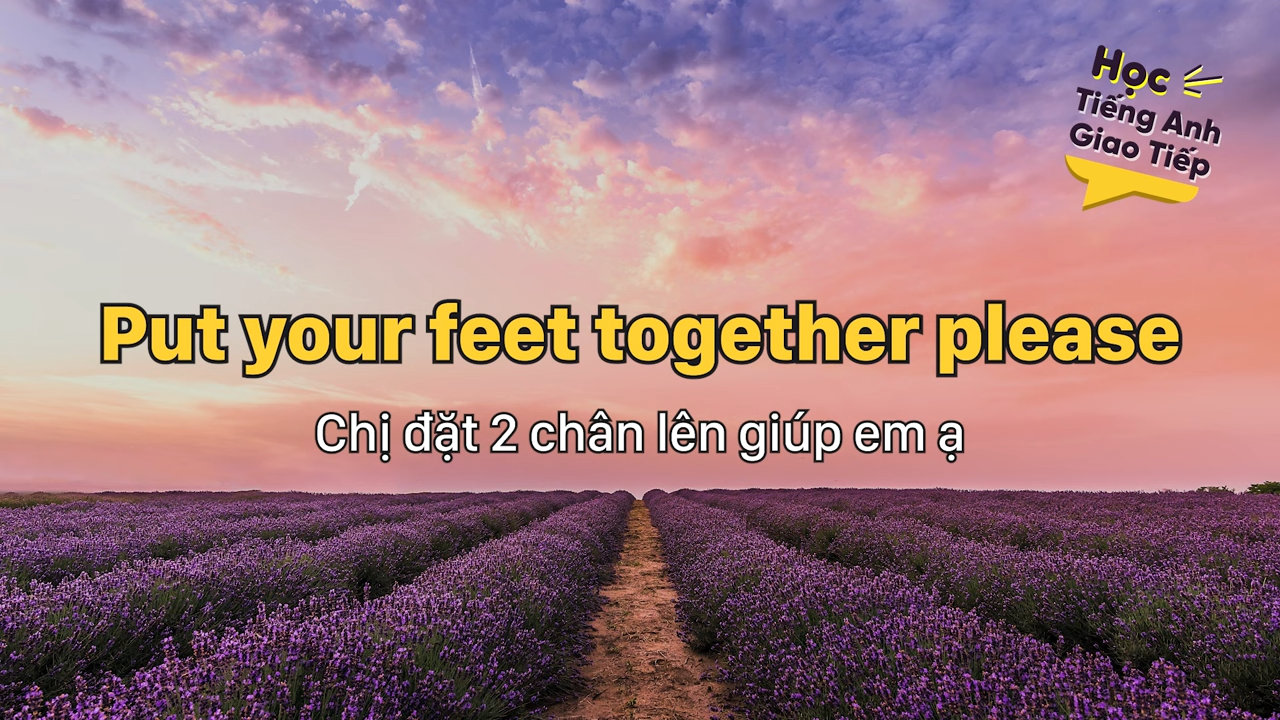 Học
Tiếng Anh
Giao Tiếp
Put your feet together please
Chị đặt 2 chân lên giúp em ạ